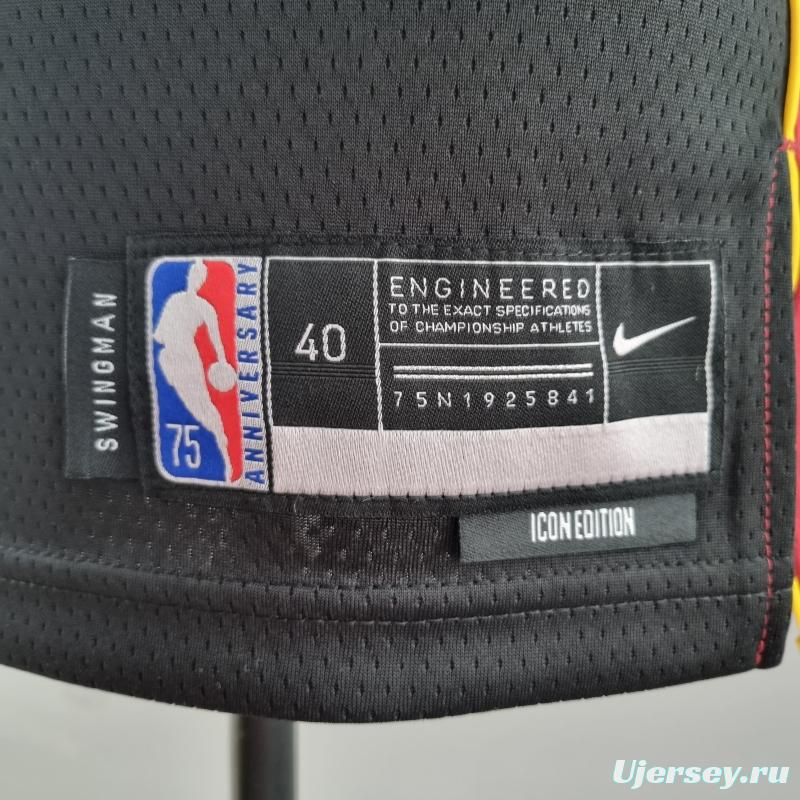 SWINGMAN
75
ANNIVERSARY
40
ENGINEERED
TO THE EXACT SPECIFICATIONS
OF CHAMPIONSHIP ATHLETES
75N1925841
ICON EDITION
Ujersey.ru